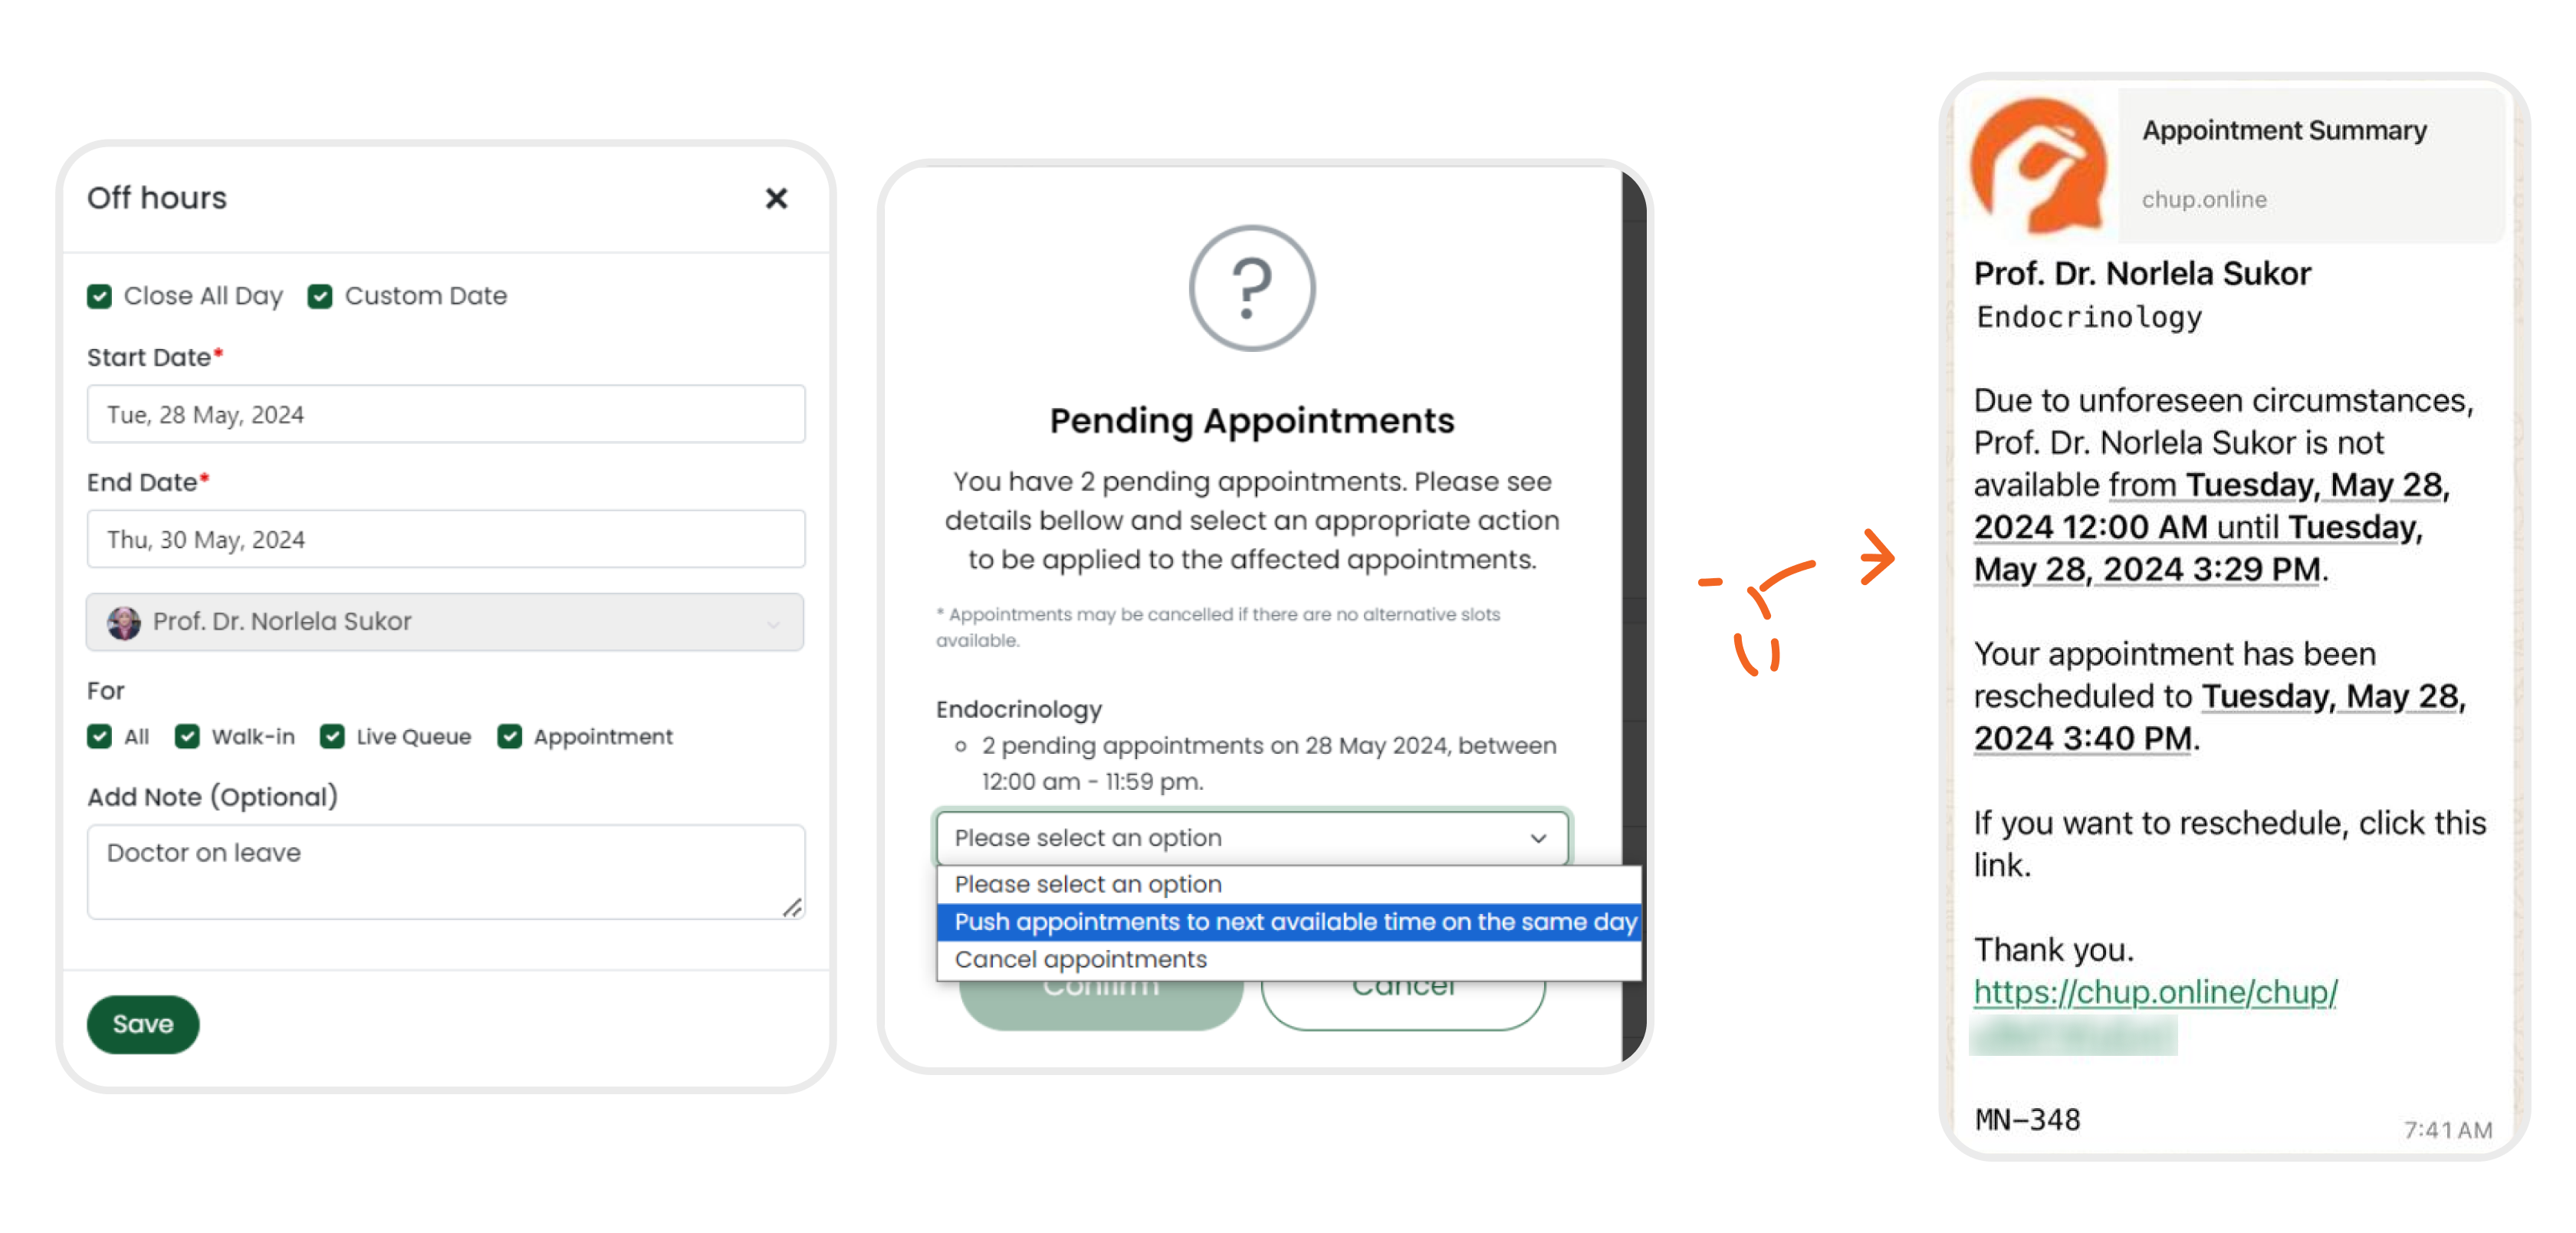 Off hours
Close All Day
Custom Date
Start Date*
Tue, 28 May, 2024
End Date*
Thu, 30 May, 2024
Prof. Dr. Norlela Sukor
For
All
Walk-in
Live Queue
Appointment
Add Note (Optional)
Doctor on leave
Save
?
Pending Appointments
You have 2 pending appointments. Please see
details bellow and select an appropriate action
to be applied to the affected appointments.
* Appointments may be cancelled if there are no alternative slots
available.
Endocrinology
2 pending appointments on 28 May 2024, between
12:00 am - 11:59 pm.
Please select an option
Please select an option
Push appointments to next available time on the same day
Cancel appointments
Confirm
Cancel
Appointment Summary
chup.online
Prof. Dr. Norlela Sukor
Endocrinology
Due to unforeseen circumstances,
Prof. Dr. Norlela Sukor is not
available from Tuesday, May 28,
2024 12:00 AM until Tuesday,
May 28, 2024 3:29 PM.
Your appointment has been
rescheduled to Tuesday, May 28,
2024 3:40 PM.
If you want to reschedule, click this
link.
Thank you.
https://chup.online/chup/
MN-348
7:41 AM